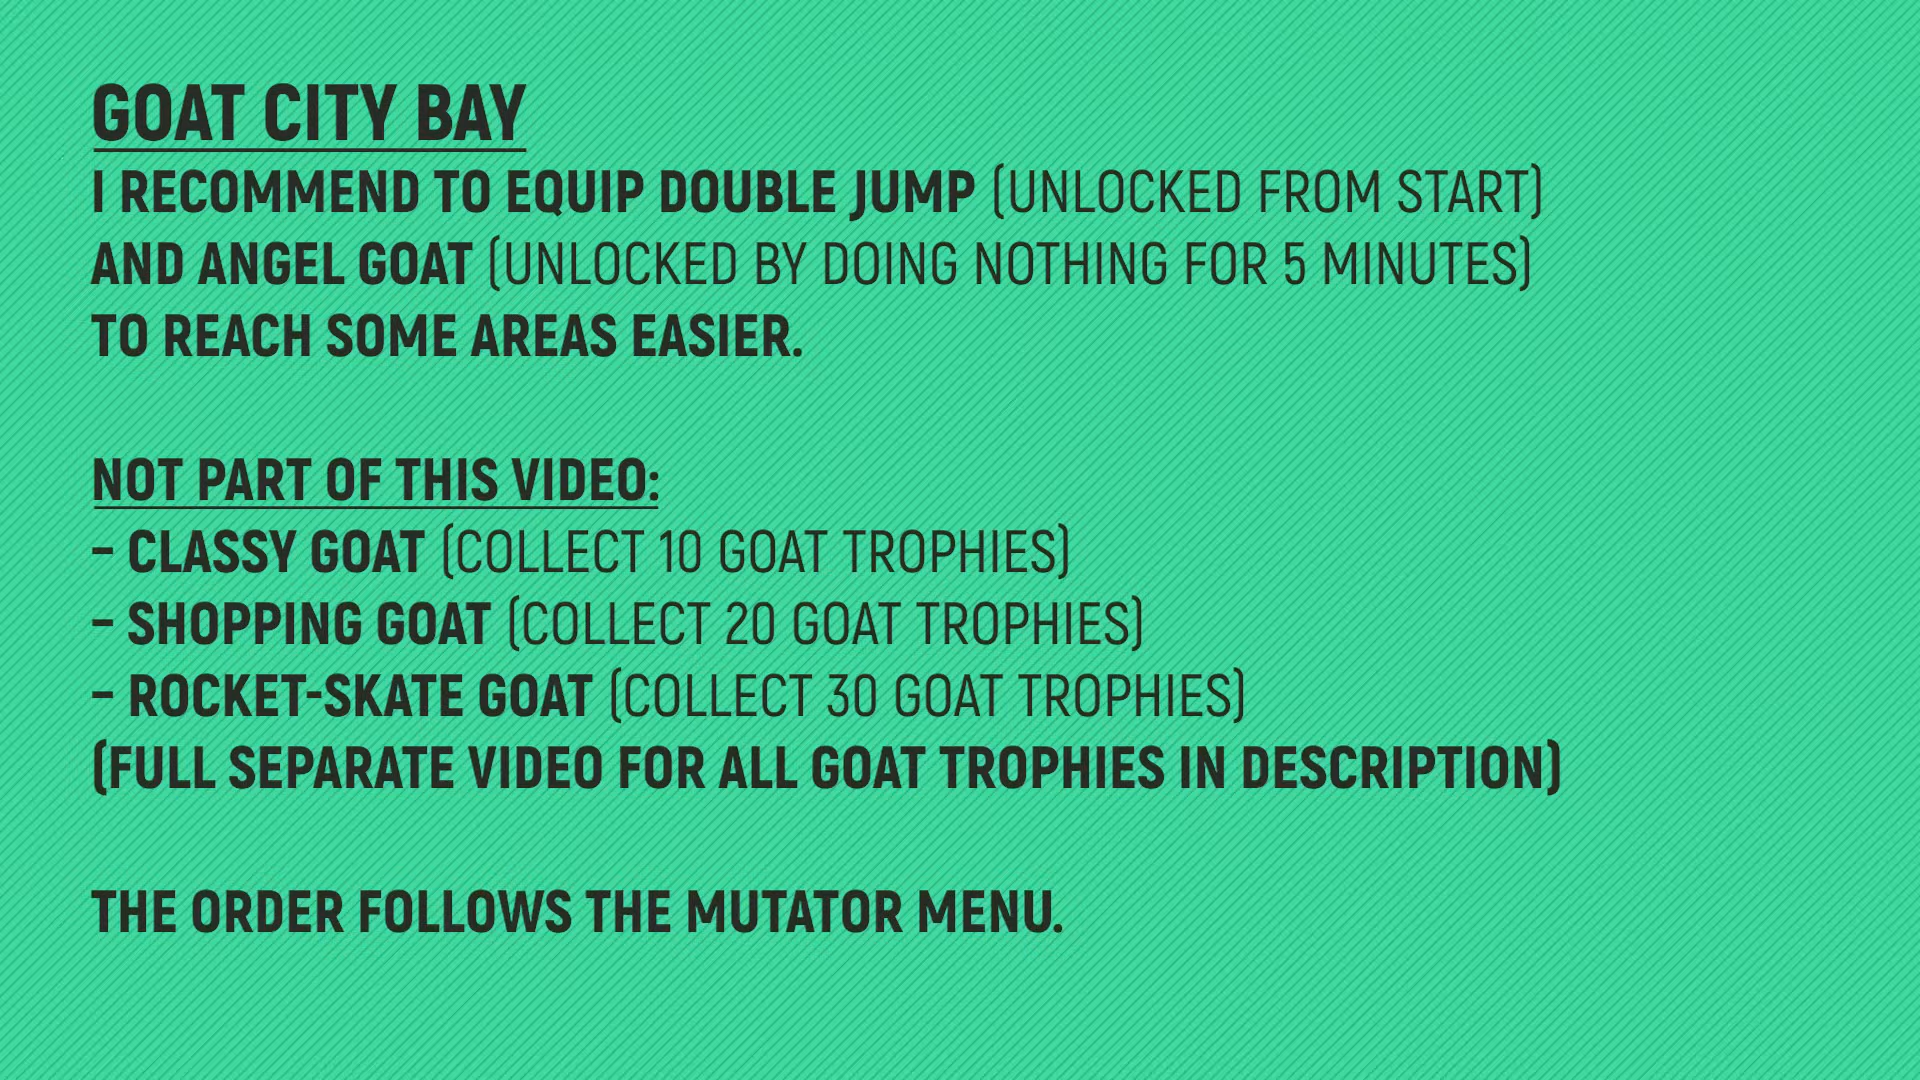 GOAT CITY BAY
I RECOMMEND TO EQUIP DOUBLE JUMP (UNLOCKED FROM START)
AND ANGEL GOAT (UNLOCKED BY DOING NOTHING FOR 5 MINUTES)
TO REACH SOME AREAS EASIER.
NOT PART OF THIS VIDEO:
- CLASSY GOAT (COLLECT 10 GOAT TROPHIES)
- SHOPPING GOAT (COLLECT 20 GOAT TROPHIES)
- ROCKET-SKATE GOAT (COLLECT 30 GOAT TROPHIES)
(FULL SEPARATE VIDEO FOR ALL GOAT TROPHIES IN DESCRIPTION)
THE ORDER FOLLOWS THE MUTATOR MENU.